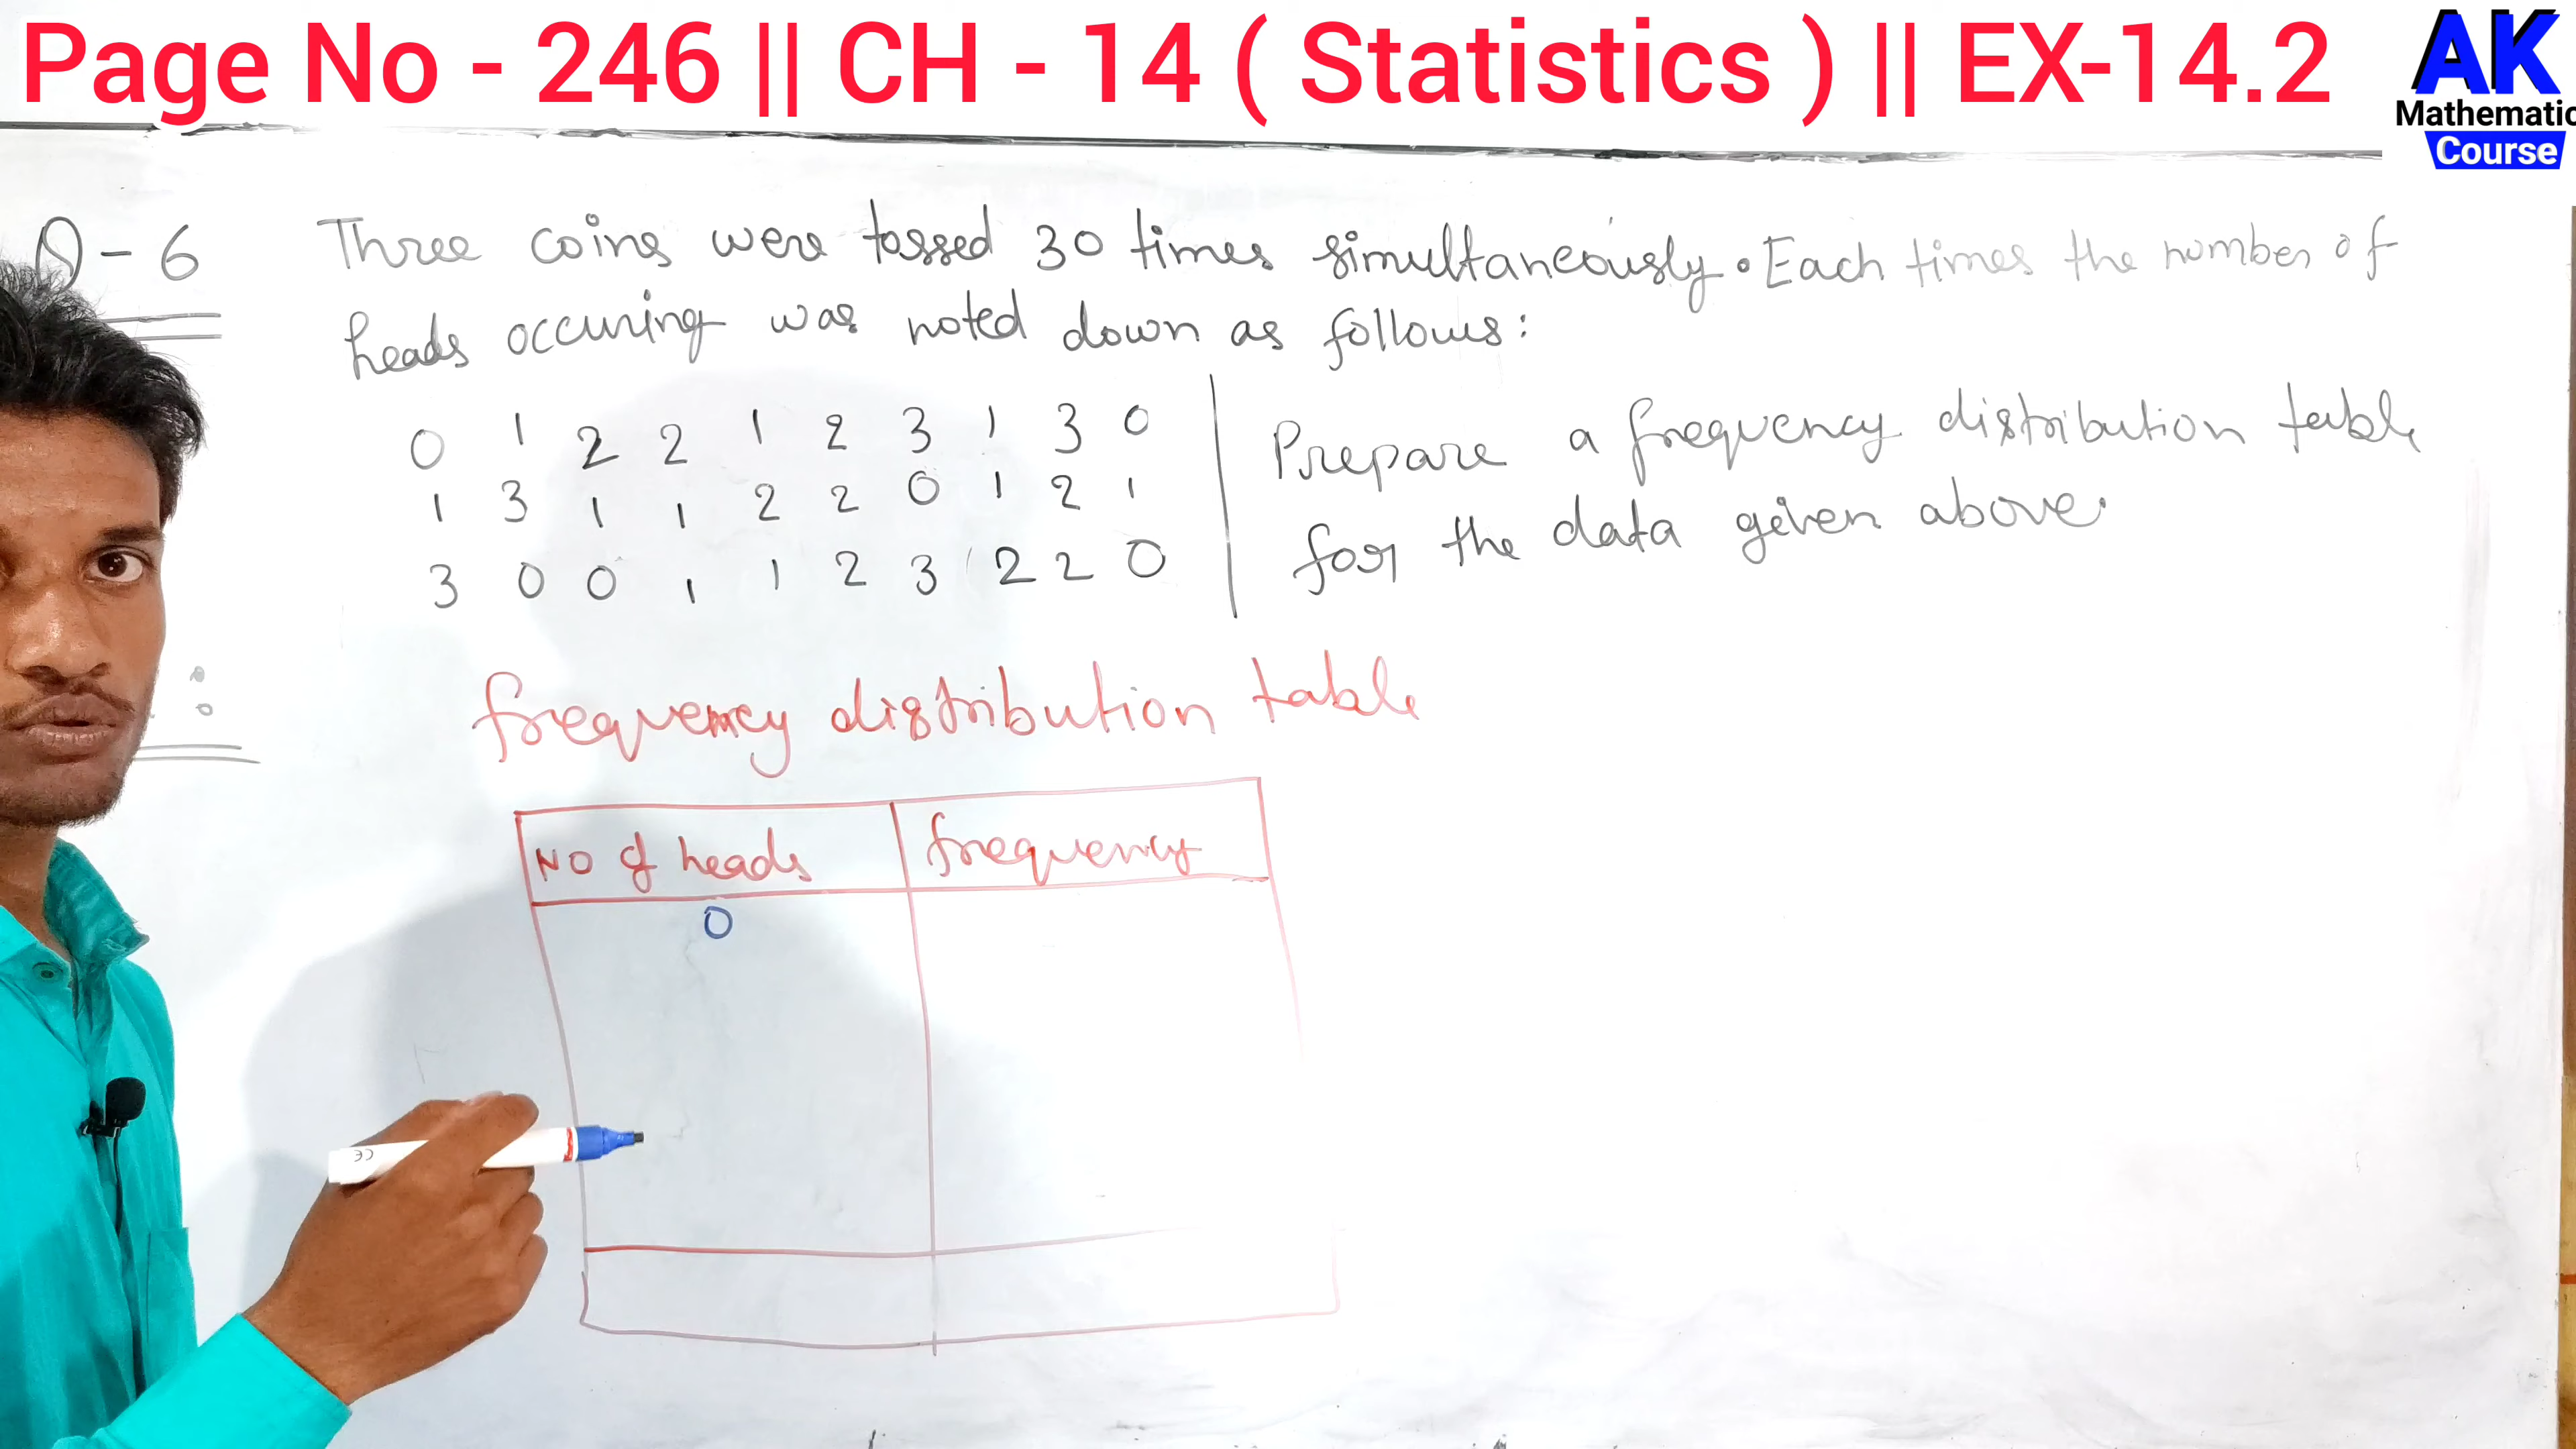 Page No - 246 || CH - 14 ( Statistics ) || EX-14.2
AK
Mathematic
Course
Q - 6 Three coins were tossed 30 times simultaneously. Each times the number of
heads occuring was noted down as follows:
0 1 2 2 1 2 3 1 3 0
1 3 1 1 2 2 0 1 2 1
3 0 0 1 1 2 3 2 2 0
Prepare a frequency distribution table
for the data given above.
frequency distribution table
NO of heads frequency
0
CE